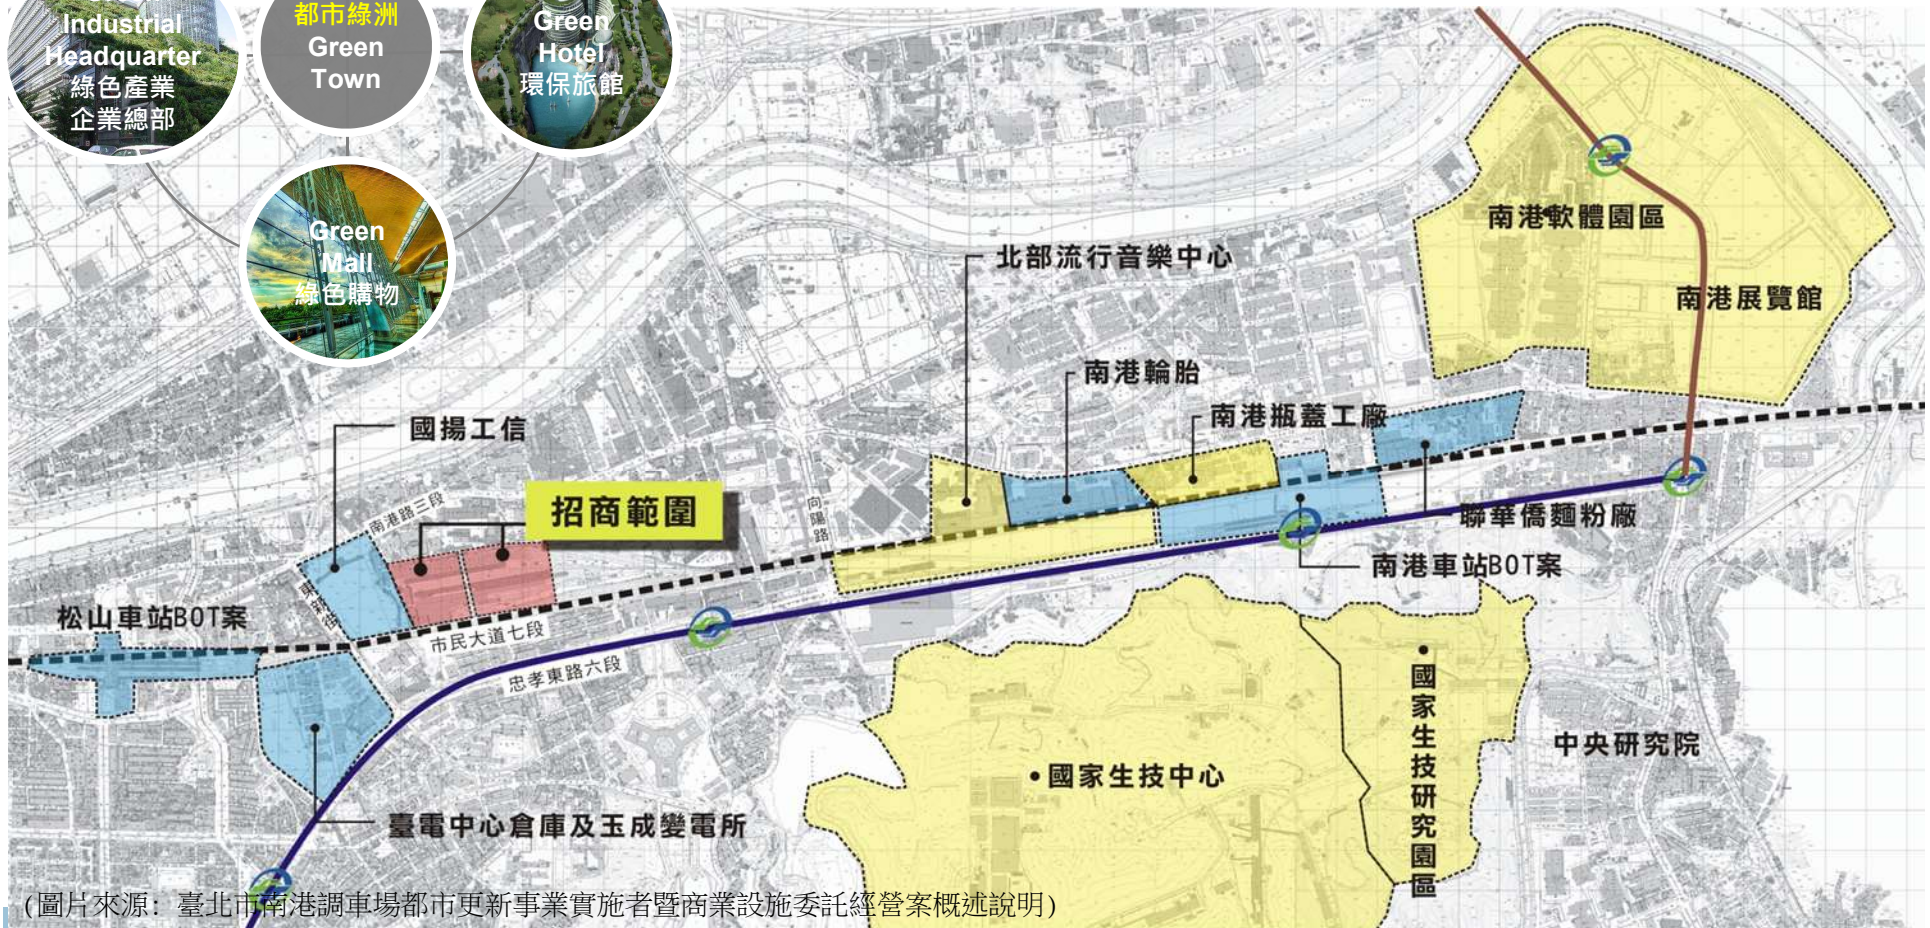 Industrial
Headquarter
綠色產業
企業總部
都市綠洲
Green
Town
Green
Hotel
環保旅館
Green
Mall
綠色購物
南港軟體園區
北部流行音樂中心
南港展覽館
南港輪胎
南港瓶蓋工廠
國揚工信
招商範圍
南港路三段
向陽路
聯華僑麵粉廠
南港車站BOT案
東新街
松山車站BOT案
市民大道七段
忠孝東路六段
國家生技研究園區
中央研究院
國家生技中心
臺電中心倉庫及玉成變電所
(圖片來源: 臺北市南港調車場都市更新事業實施者暨商業設施委託經營案概述說明)